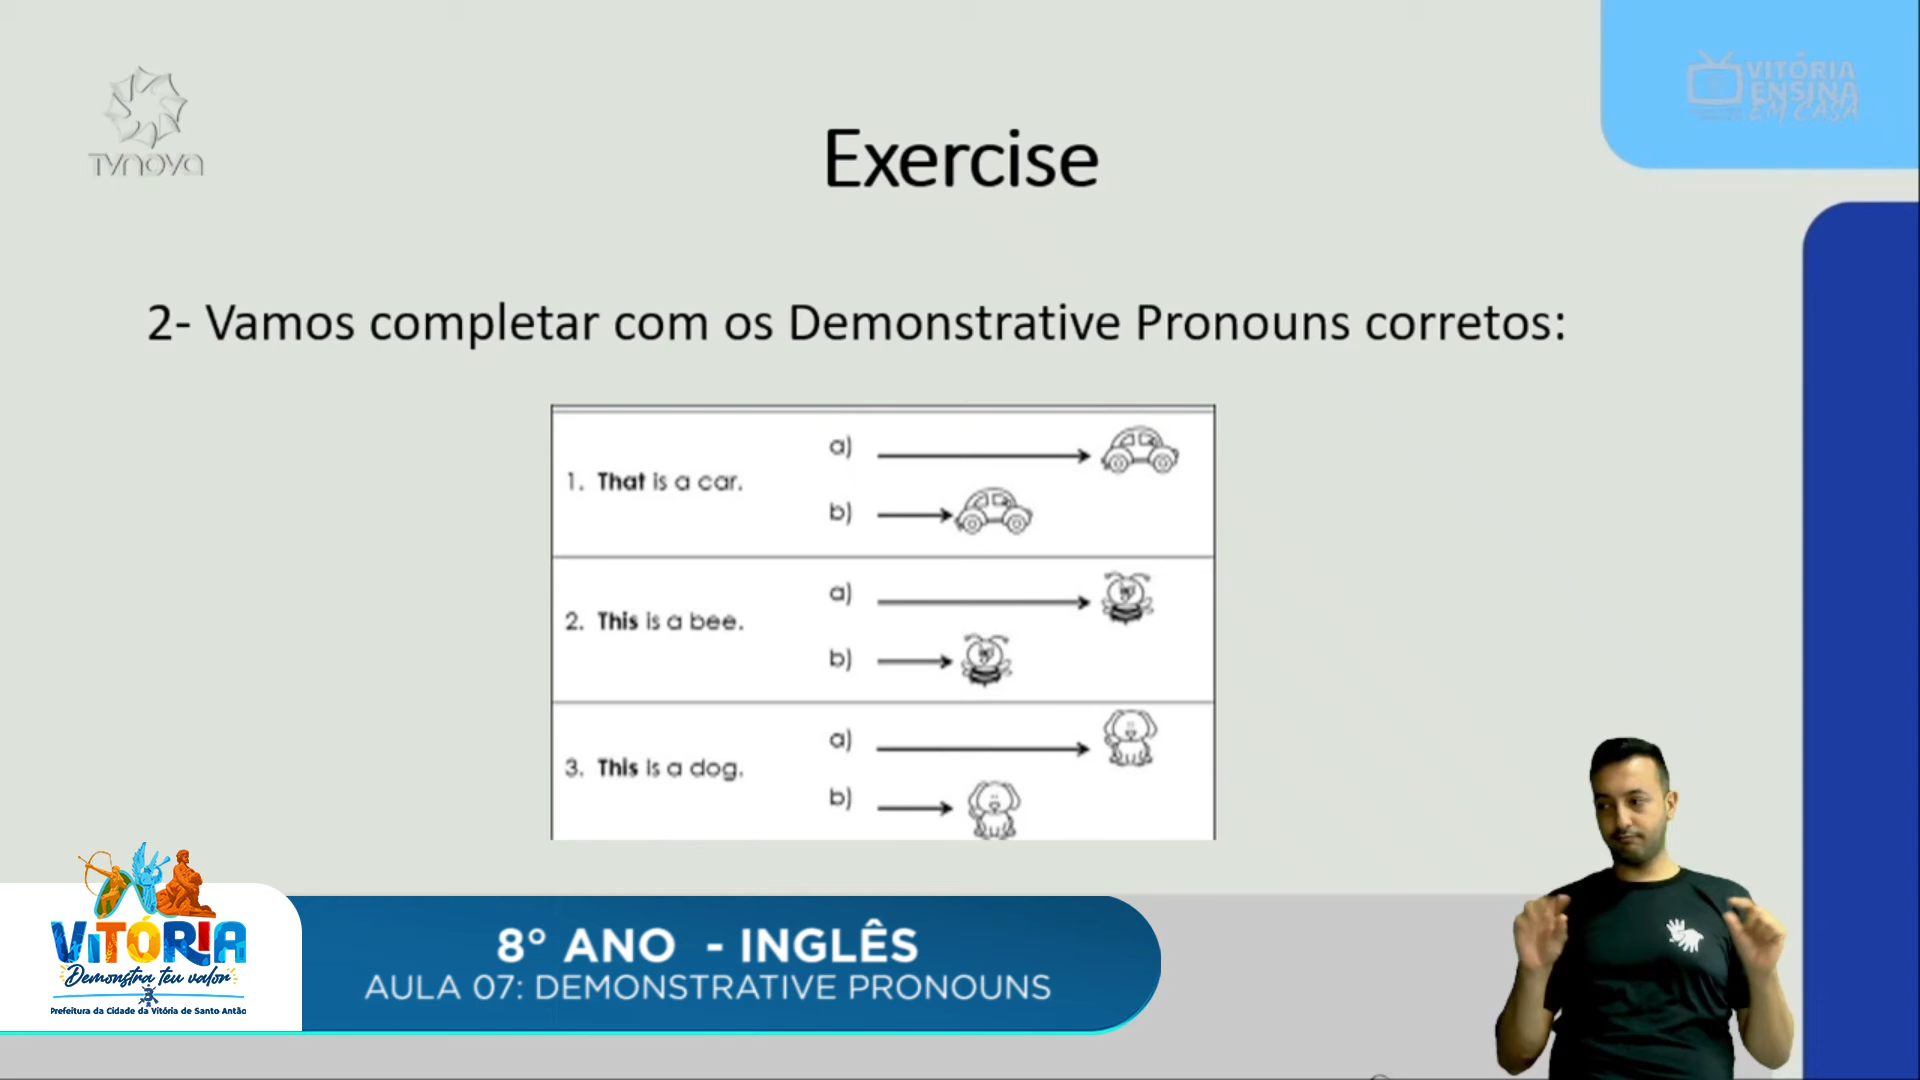 TVNOVA
VITÓRIA
ENSINA
EM CASA
Exercise
2- Vamos completar com os Demonstrative Pronouns corretos:
1. That is a car.
a)
b)
2. This is a bee.
a)
b)
3. This is a dog.
a)
b)
VITÓRIA
Demonstra teu valor
Prefeitura da Cidade da Vitória de Santo Antão
8° ANO - INGLÊS
AULA 07: DEMONSTRATIVE PRONOUNS